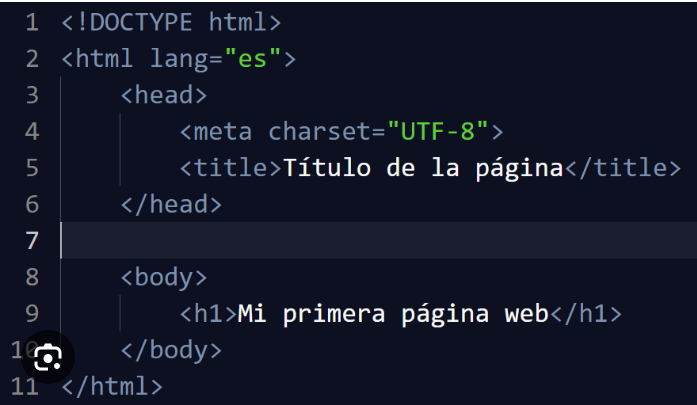 1 <!DOCTYPE html>
2 <html lang="es">
3 <head>
4 <meta charset="UTF-8">
5 <title>Título de la página</title>
6 </head>
7
8 <body>
9 <h1>Mi primera página web</h1>
10 </body>
11 </html>